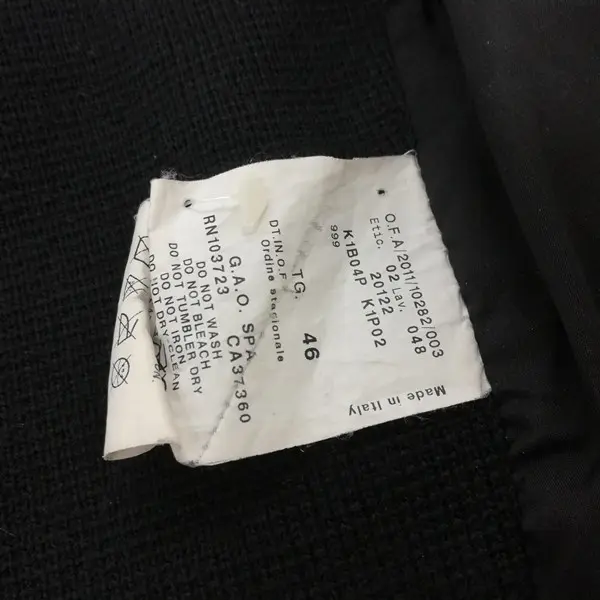 O.F.A/2011/10282/003
Etic. 02 Lav. 048
20122
K1B04P K1P02
999
TG. 46
DT.IN.O.F
Ordine stagionale
G.A.O. SPA
RN103723 CA37360
DO NOT WASH
DO NOT BLEACH
DO NOT TUMBLER DRY
DO NOT IRON
DO NOT DRY-CLEAN
Made in Italy